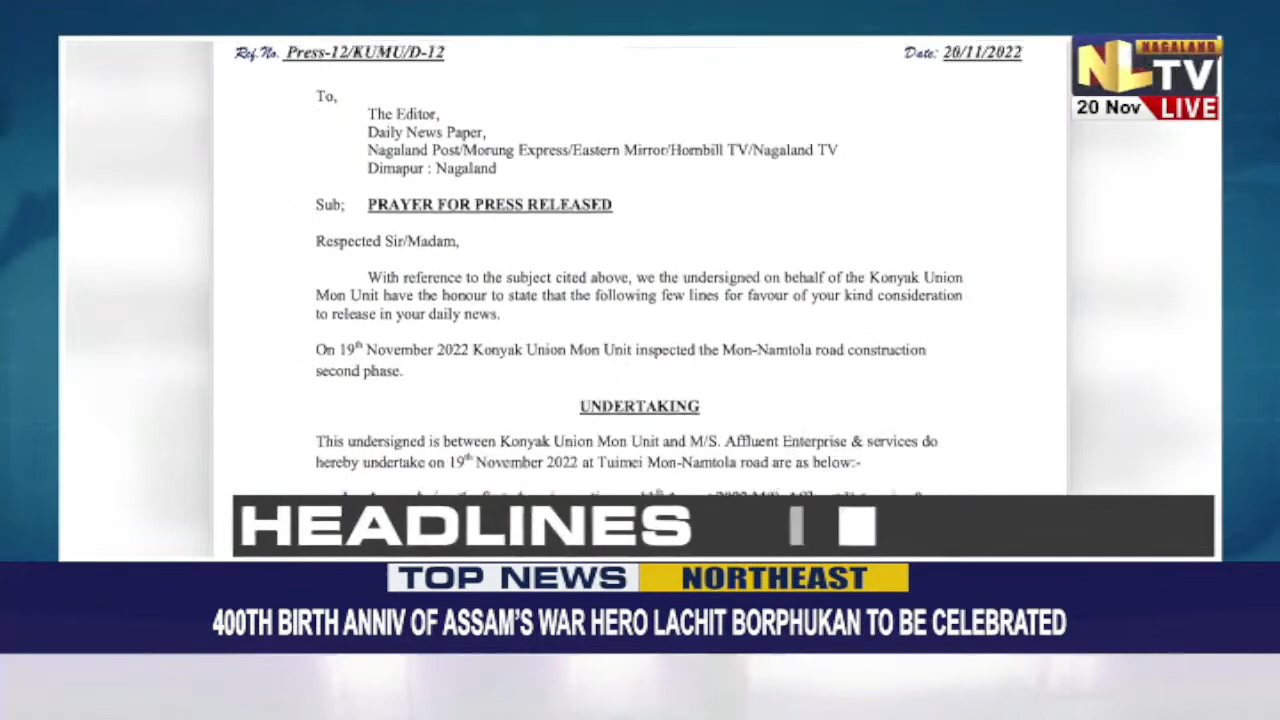 Ref.No. Press-12/KUMU/D-12 Date: 20/11/2022
NAGALAND
NLTV
20 Nov LIVE
To,
The Editor,
Daily News Paper,
Nagaland Post/Morung Express/Eastern Mirror/Hornbill TV/Nagaland TV
Dimapur : Nagaland
Sub; PRAYER FOR PRESS RELEASED
Respected Sir/Madam,
With reference to the subject cited above, we the undersigned on behalf of the Konyak Union
Mon Unit have the honour to state that the following few lines for favour of your kind consideration
to release in your daily news.
On 19th November 2022 Konyak Union Mon Unit inspected the Mon-Namtola road construction
second phase.
UNDERTAKING
This undersigned is between Konyak Union Mon Unit and M/S. Affluent Enterprise & services do
hereby undertake on 19th November 2022 at Tuimei Mon-Namtola road are as below:-
HEADLINES
TOP NEWS NORTHEAST
400TH BIRTH ANNIV OF ASSAM'S WAR HERO LACHIT BORPHUKAN TO BE CELEBRATED